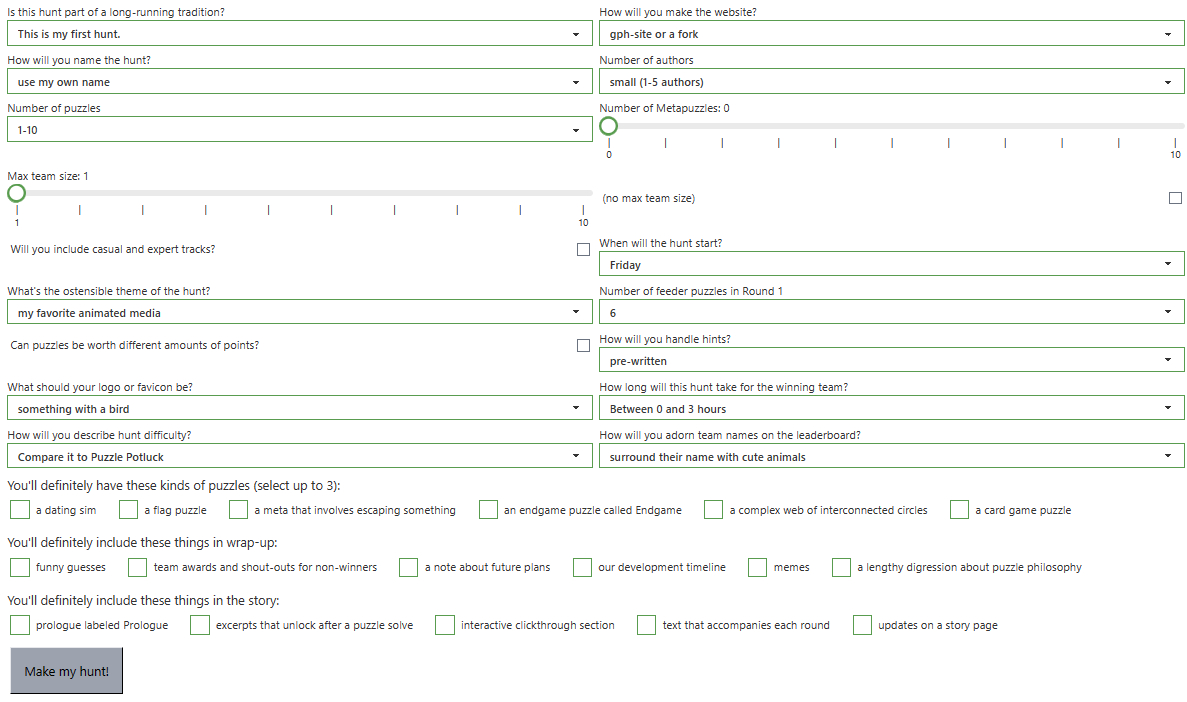 Is this hunt part of a long-running tradition?
How will you make the website?
This is my first hunt.
gph-site or a fork
How will you name the hunt?
Number of authors
use my own name
small (1-5 authors)
Number of puzzles
Number of Metapuzzles: 0
1-10
0
10
Max team size: 1
(no max team size)
1
10
Will you include casual and expert tracks?
When will the hunt start?
Friday
What's the ostensible theme of the hunt?
Number of feeder puzzles in Round 1
my favorite animated media
6
Can puzzles be worth different amounts of points?
How will you handle hints?
pre-written
What should your logo or favicon be?
How long will this hunt take for the winning team?
something with a bird
Between 0 and 3 hours
How will you describe hunt difficulty?
How will you adorn team names on the leaderboard?
Compare it to Puzzle Potluck
surround their name with cute animals
You'll definitely have these kinds of puzzles (select up to 3):
a dating sim a flag puzzle a meta that involves escaping something an endgame puzzle called Endgame a complex web of interconnected circles a card game puzzle
You'll definitely include these things in wrap-up:
funny guesses team awards and shout-outs for non-winners a note about future plans our development timeline memes a lengthy digression about puzzle philosophy
You'll definitely include these things in the story:
prologue labeled Prologue excerpts that unlock after a puzzle solve interactive clickthrough section text that accompanies each round updates on a story page
Make my hunt!